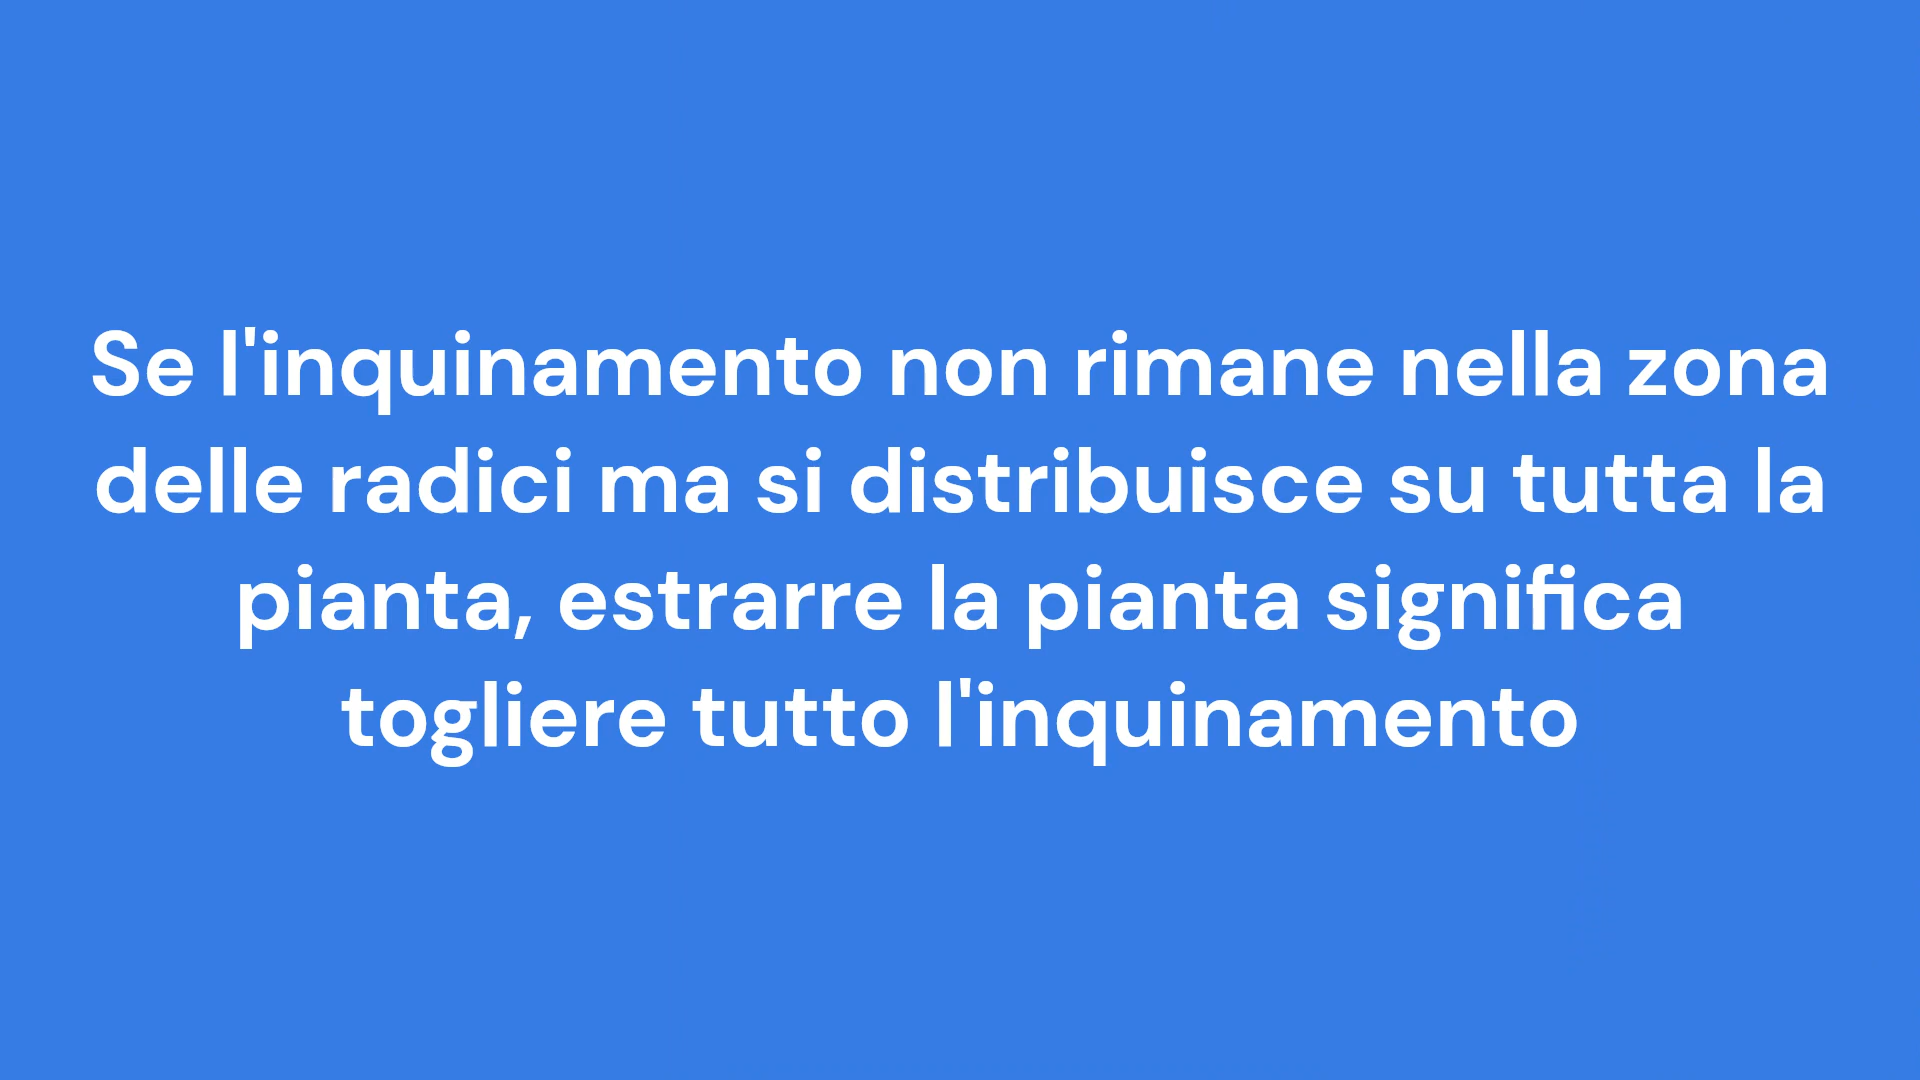 Se l'inquinamento non rimane nella zona
delle radici ma si distribuisce su tutta la
pianta, estrarre la pianta significa
togliere tutto l'inquinamento